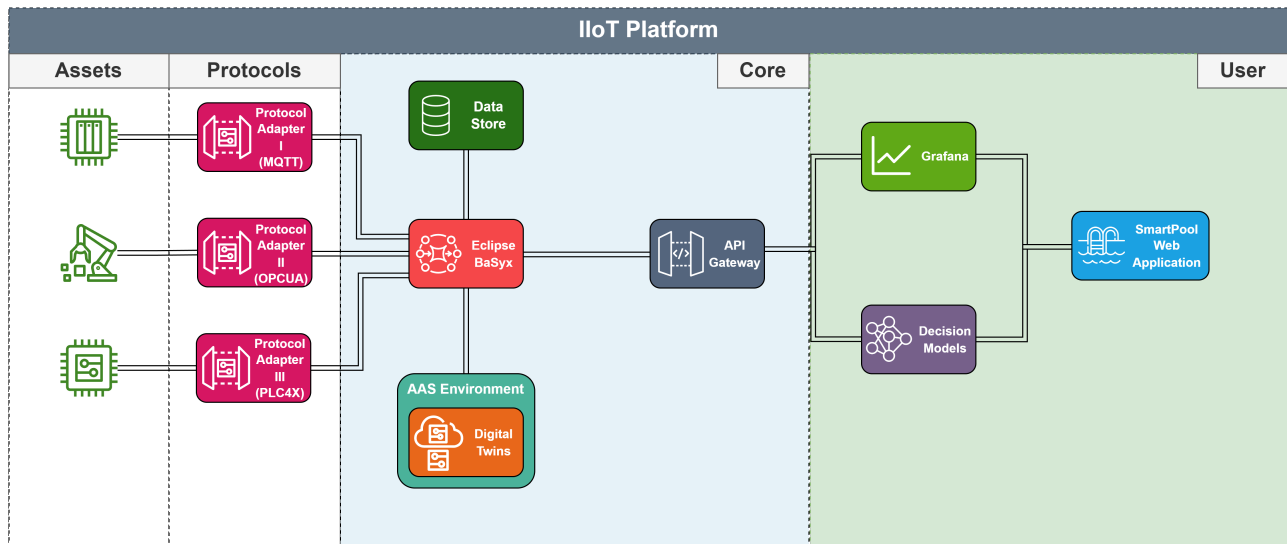 IIoT Platform
Assets
Protocols
Core
User
Protocol
Adapter
I
(MQTT)
Protocol
Adapter
II
(OPCUA)
Protocol
Adapter
III
(PLC4X)
Data
Store
Eclipse
BaSyx
AAS Environment
Digital
Twins
API
Gateway
Grafana
Decision
Models
SmartPool
Web
Application